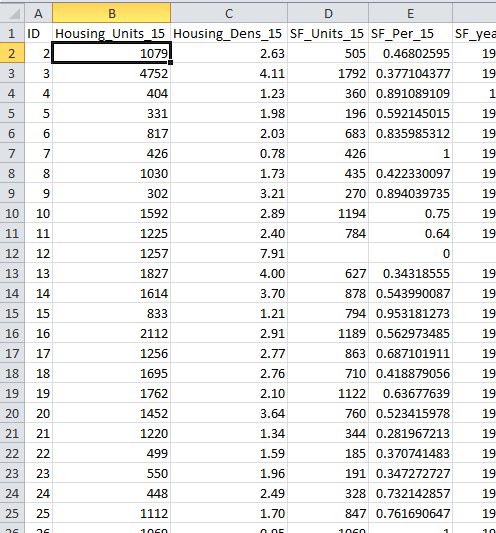 A B C D E
1 ID Housing_Units_15 Housing_Dens_15 SF_Units_15 SF_Per_15 SF_yea
2 2 1079 2.63 505 0.46802595 19
3 3 4752 4.11 1792 0.377104377 19
4 4 404 1.23 360 0.891089109 1
5 5 331 1.98 196 0.592145015 19
6 6 817 2.03 683 0.835985312 19
7 7 426 0.78 426 1 19
8 8 1030 1.73 435 0.422330097 19
9 9 302 3.21 270 0.894039735 19
10 10 1592 2.89 1194 0.75 19
11 11 1225 2.40 784 0.64 19
12 12 1257 7.91 0
13 13 1827 4.00 627 0.34318555 19
14 14 1614 3.70 878 0.543990087 19
15 15 833 1.21 794 0.953181273 19
16 16 2112 2.91 1189 0.562973485 19
17 17 1256 2.77 863 0.687101911 19
18 18 1695 2.76 710 0.418879056 19
19 19 1762 2.10 1122 0.63677639 19
20 20 1452 3.64 760 0.523415978 19
21 21 1220 1.34 344 0.281967213 19
22 22 499 1.59 185 0.370741483 19
23 23 550 1.96 191 0.347272727 19
24 24 448 2.49 328 0.732142857 19
25 25 1112 1.70 847 0.761690647 19
26 26 1069 0.95 1069 1 19